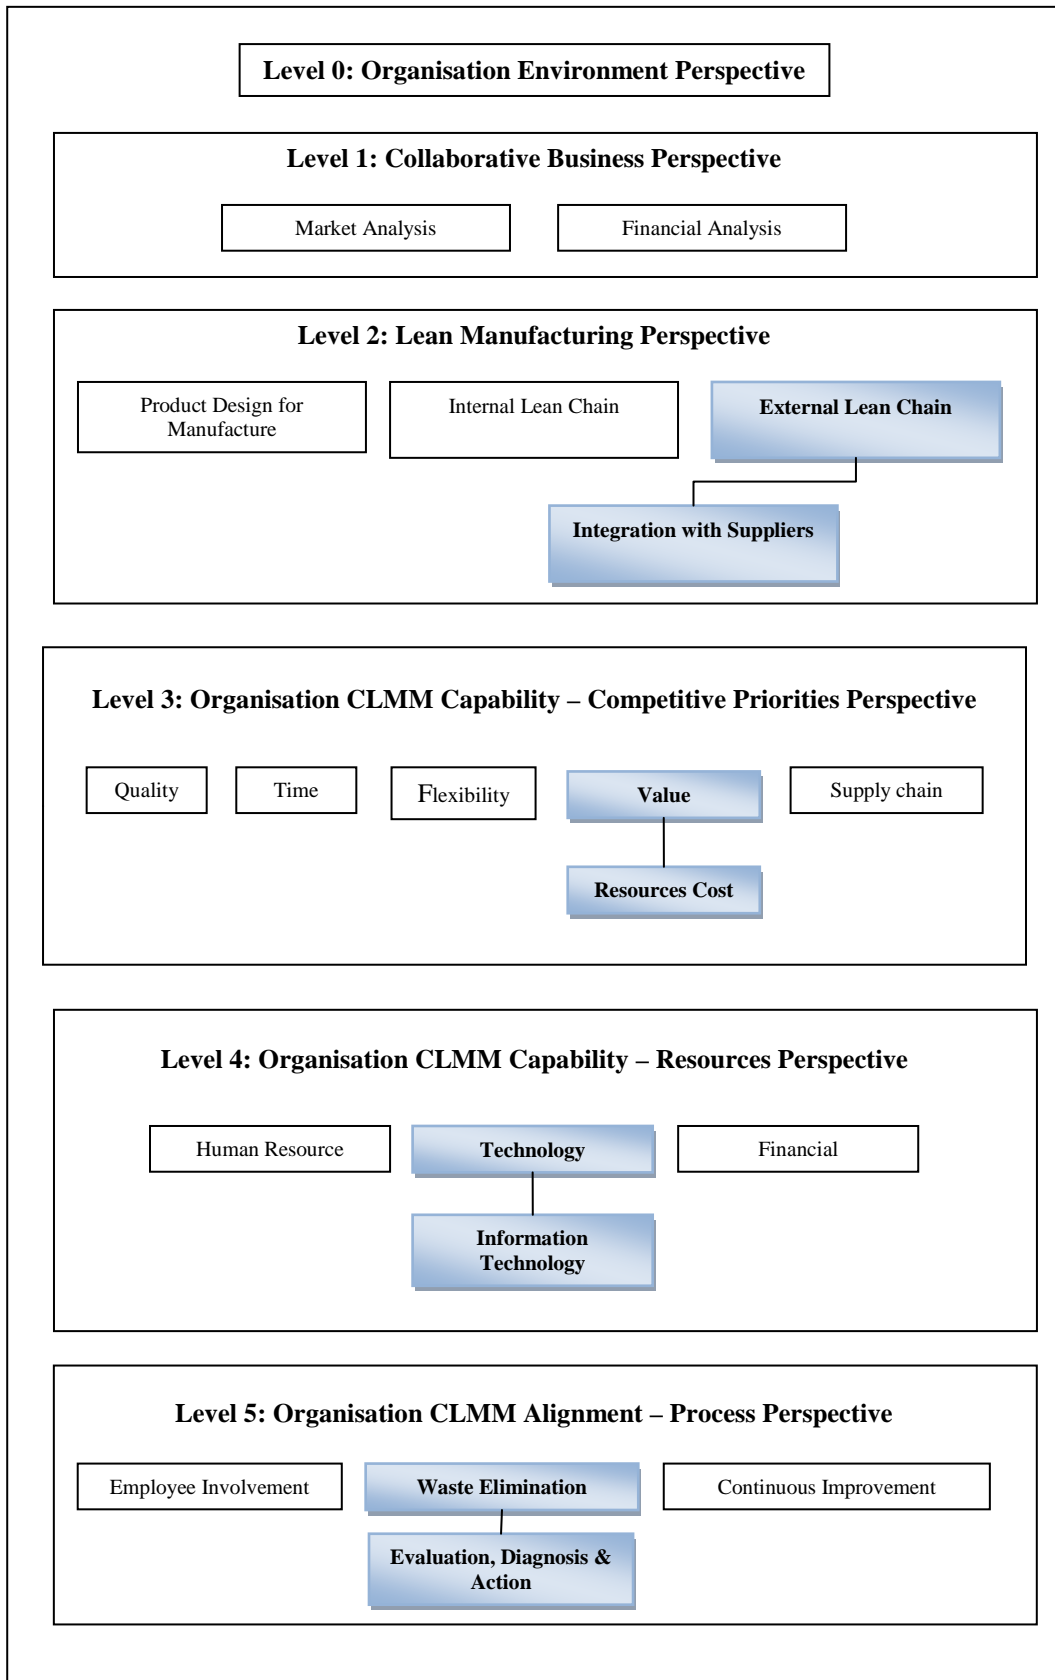 Level 0: Organisation Environment Perspective
Level 1: Collaborative Business Perspective
Market Analysis
Financial Analysis
Level 2: Lean Manufacturing Perspective
Product Design for
Manufacture
Internal Lean Chain
External Lean Chain
Integration with Suppliers
Level 3: Organisation CLMM Capability – Competitive Priorities Perspective
Quality
Time
Flexibility
Value
Supply chain
Resources Cost
Level 4: Organisation CLMM Capability – Resources Perspective
Human Resource
Technology
Financial
Information
Technology
Level 5: Organisation CLMM Alignment – Process Perspective
Employee Involvement
Waste Elimination
Continuous Improvement
Evaluation, Diagnosis &
Action